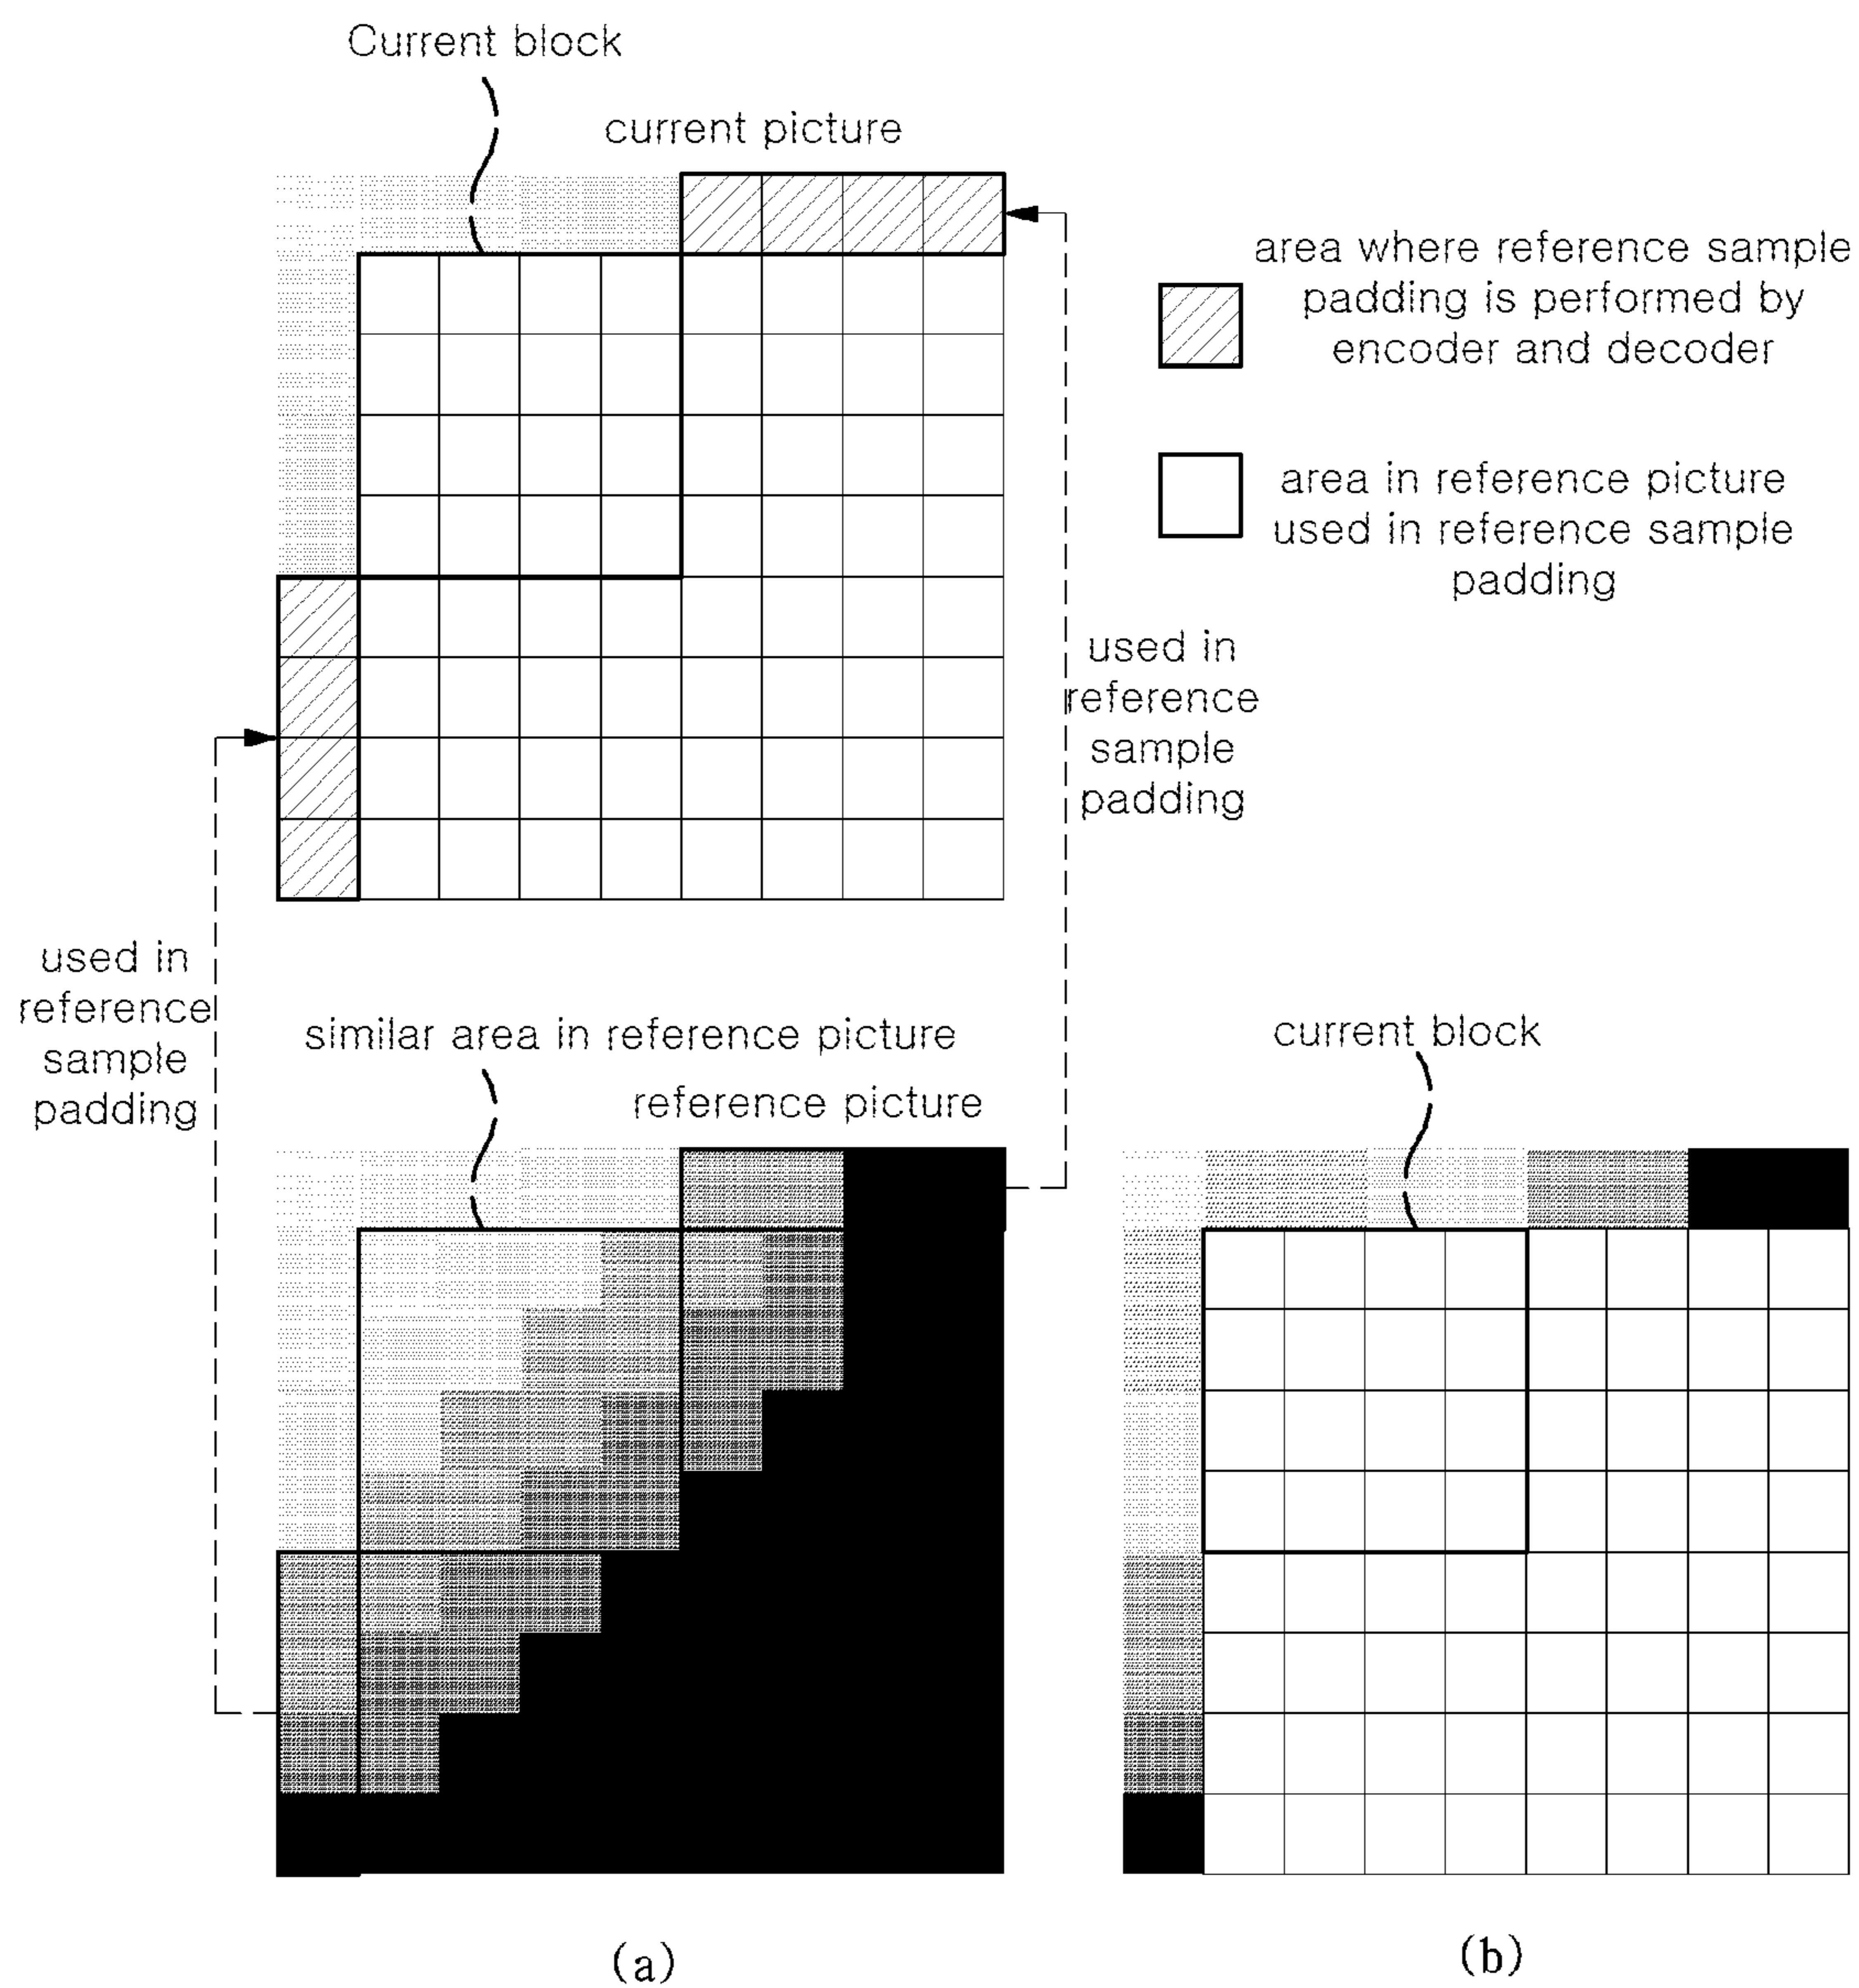 Current block
current picture
area where reference sample
padding is performed by
encoder and decoder
area in reference picture
used in reference sample
padding
used in
reference
sample
padding
used in
reference
sample
padding
similar area in reference picture
reference picture
current block
(a)
(b)